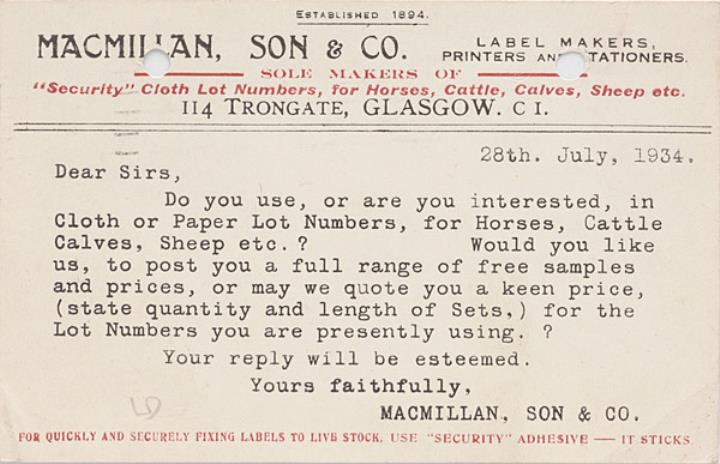 ESTABLISHED 1894.
MACMILLAN, SON & CO.
LABEL MAKERS,
PRINTERS AND STATIONERS.
SOLE MAKERS OF
"Security" Cloth Lot Numbers, for Horses, Cattle, Calves, Sheep etc.
114 TRONGATE, GLASGOW. C 1.
28th. July, 1934.
Dear Sirs,
Do you use, or are you interested, in
Cloth or Paper Lot Numbers, for Horses, Cattle
Calves, Sheep etc. ? Would you like
us, to post you a full range of free samples
and prices, or may we quote you a keen price,
(state quantity and length of Sets,) for the
Lot Numbers you are presently using. ?
Your reply will be esteemed.
Yours faithfully,
MACMILLAN, SON & CO.
FOR QUICKLY AND SECURELY FIXING LABELS TO LIVE STOCK, USE "SECURITY" ADHESIVE — IT STICKS.